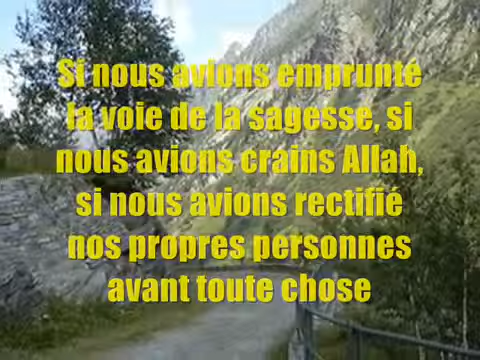 Si nous avions emprunté
la voie de la sagesse, si
nous avions crains Allah,
si nous avions rectifié
nos propres personnes
avant toute chose